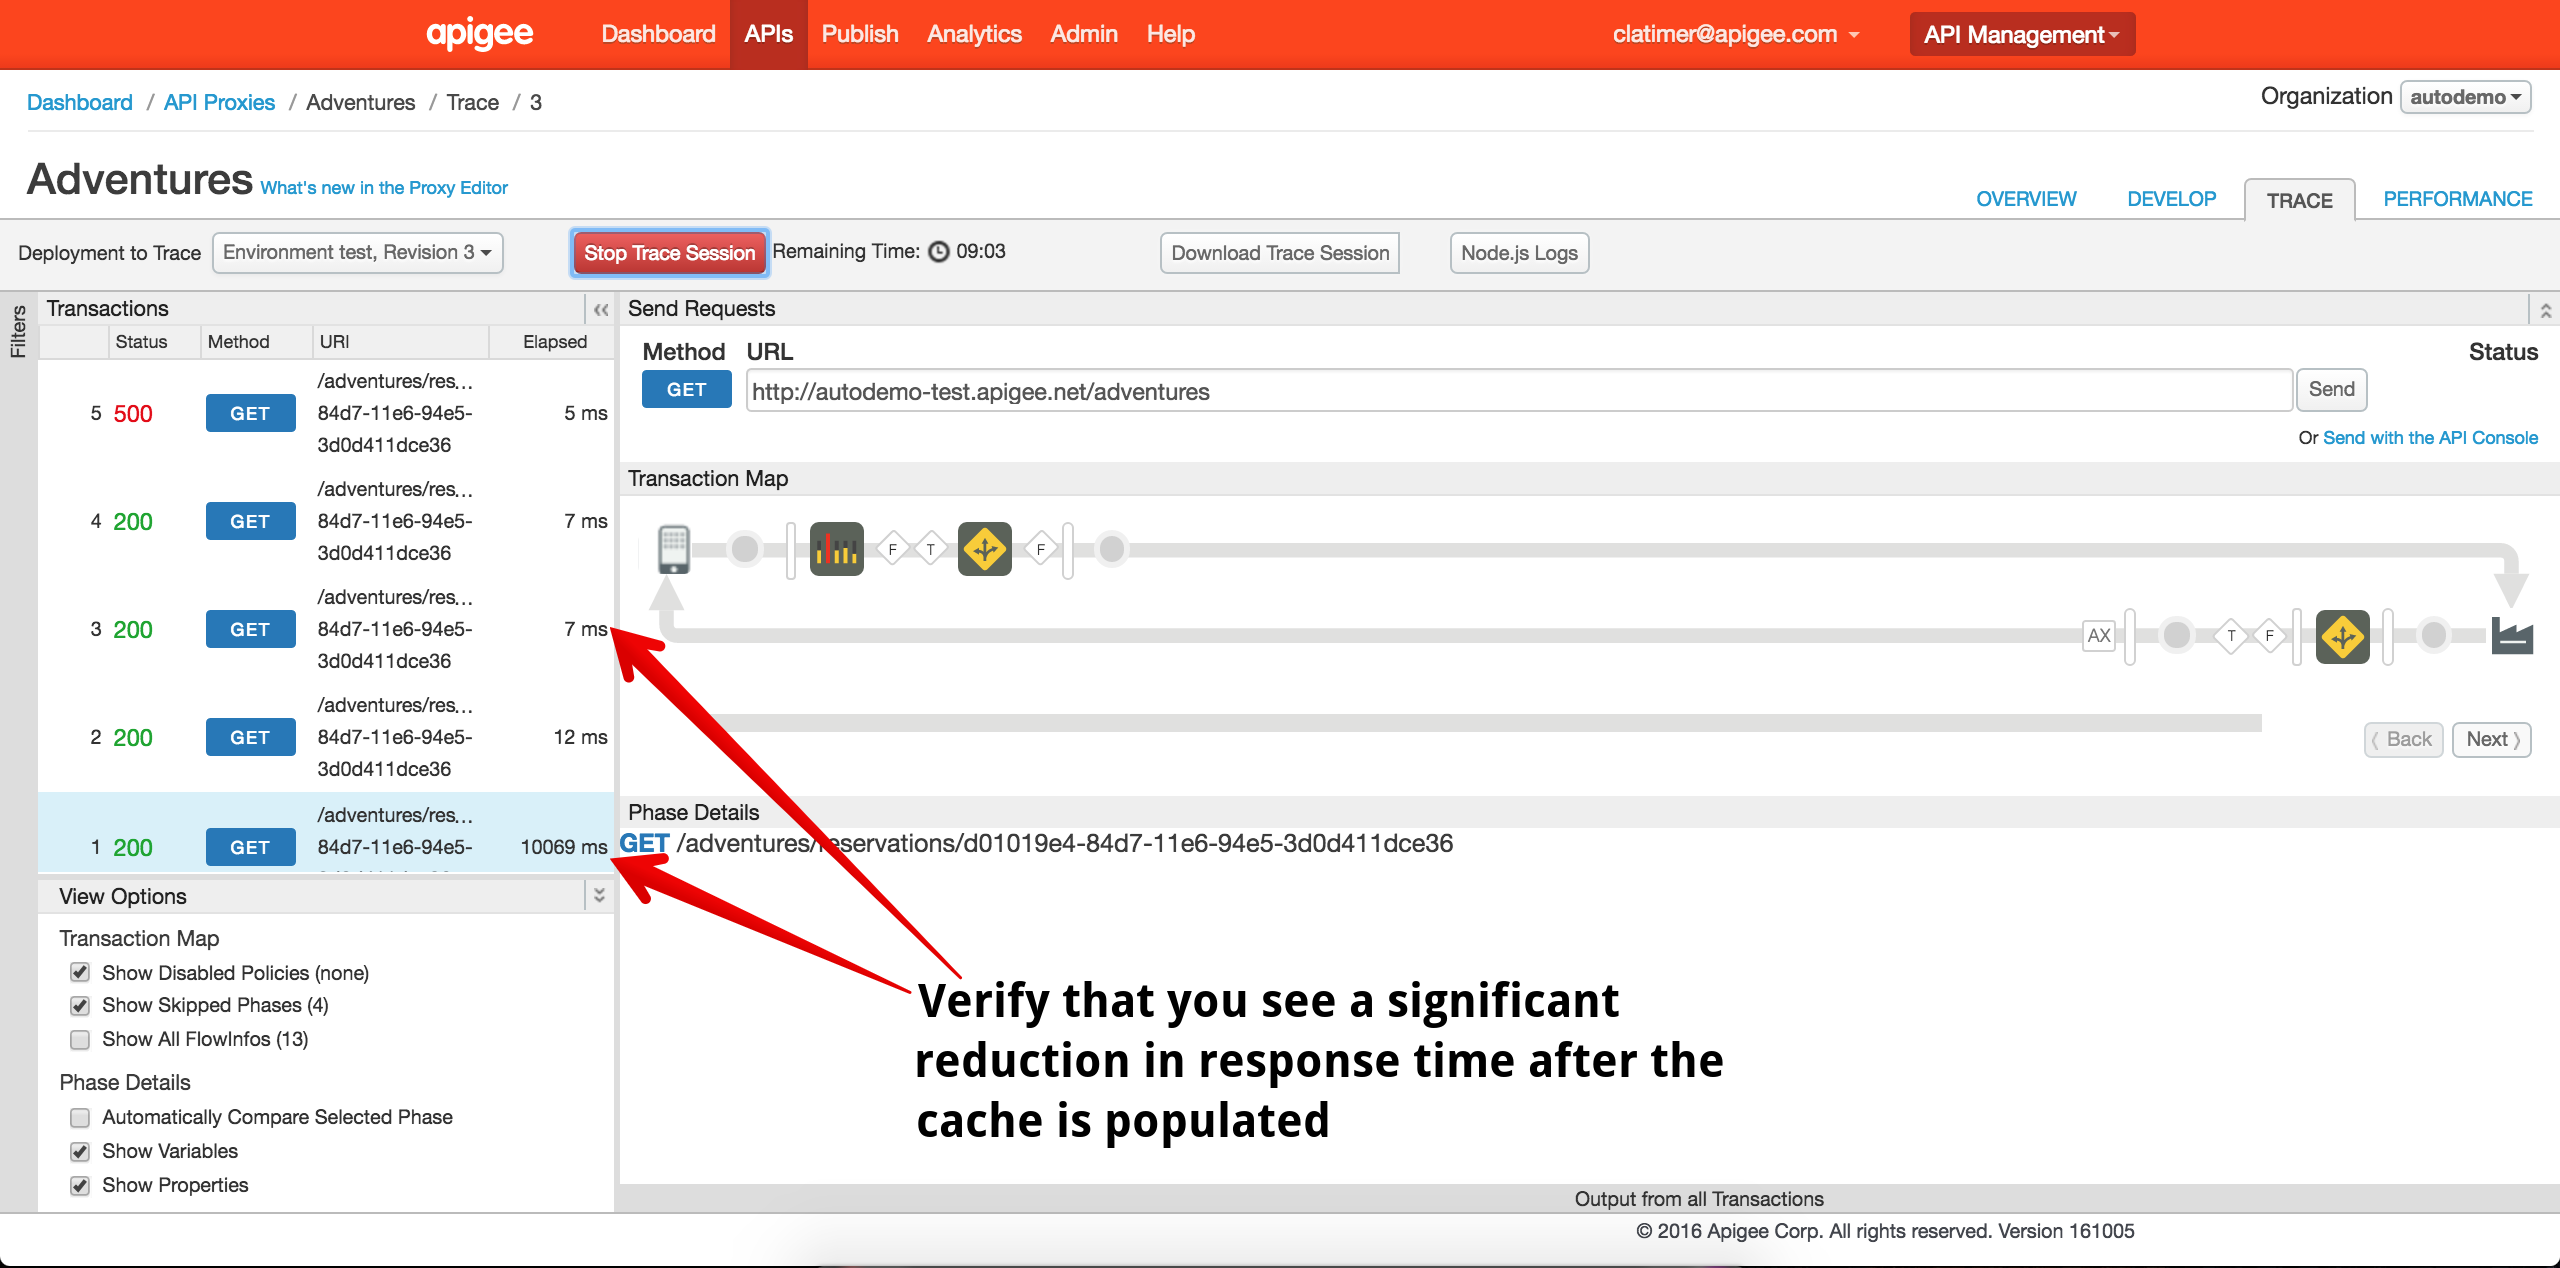 apigee Dashboard APIs Publish Analytics Admin Help clatimer@apigee.com API Management
Dashboard / API Proxies / Adventures / Trace / 3 Organization autodemo
Adventures What's new in the Proxy Editor OVERVIEW DEVELOP TRACE PERFORMANCE
Deployment to Trace Environment test, Revision 3 Stop Trace Session Remaining Time: 09:03 Download Trace Session Node.js Logs
Filters
Transactions
Status Method URI Elapsed
/adventures/res...
5 500 GET 84d7-11e6-94e5- 5 ms
3d0d411dce36
/adventures/res...
4 200 GET 84d7-11e6-94e5- 7 ms
3d0d411dce36
/adventures/res...
3 200 GET 84d7-11e6-94e5- 7 ms
3d0d411dce36
/adventures/res...
2 200 GET 84d7-11e6-94e5- 12 ms
3d0d411dce36
/adventures/res...
1 200 GET 84d7-11e6-94e5- 10069 ms
View Options
Transaction Map
Show Disabled Policies (none)
Show Skipped Phases (4)
Show All FlowInfos (13)
Phase Details
Automatically Compare Selected Phase
Show Variables
Show Properties
Send Requests
Method URL Status
GET http://autodemo-test.apigee.net/adventures Send
Or Send with the API Console
Transaction Map
F T F
AX T F
Back Next
Phase Details
GET /adventures/reservations/d01019e4-84d7-11e6-94e5-3d0d411dce36
Verify that you see a significant
reduction in response time after the
cache is populated
Output from all Transactions
© 2016 Apigee Corp. All rights reserved. Version 161005